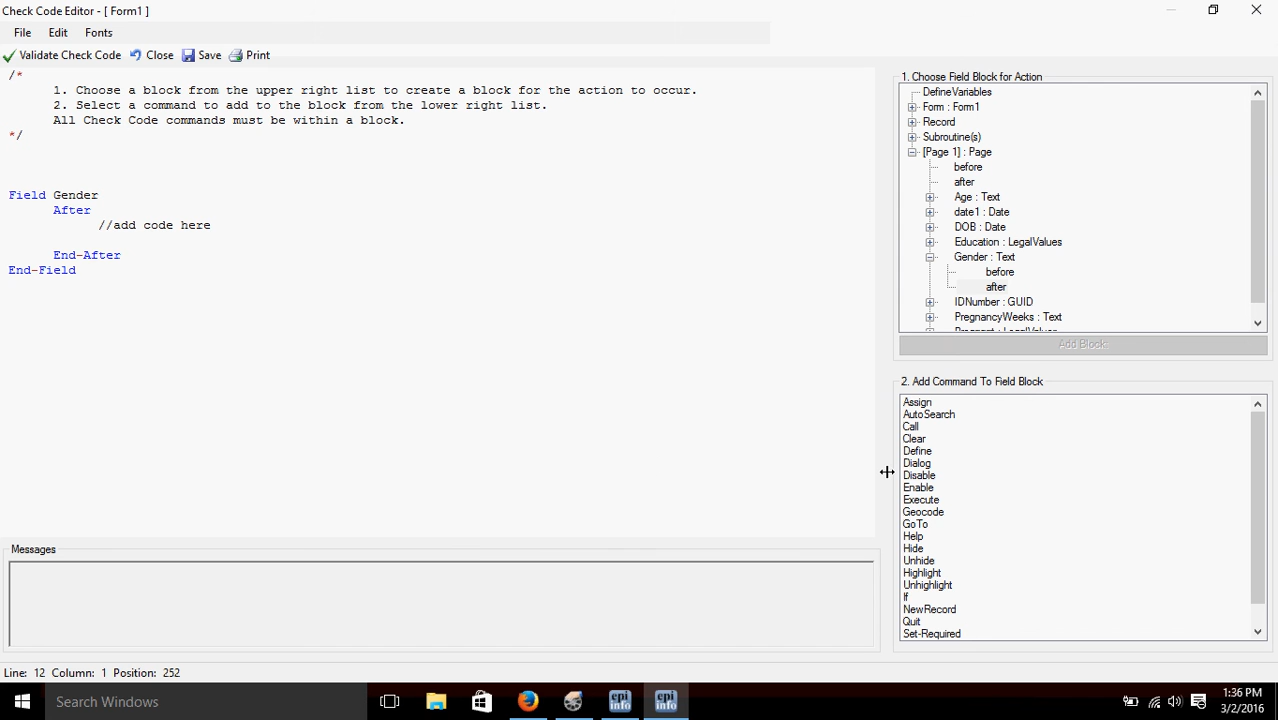 Check Code Editor - [ Form1 ]
File Edit Fonts
Validate Check Code Close Save Print
/*
1. Choose a block from the upper right list to create a block for the action to occur.
2. Select a command to add to the block from the lower right list.
All Check Code commands must be within a block.
*/
Field Gender
After
//add code here
End-After
End-Field
1. Choose Field Block for Action
DefineVariables
Form : Form1
Record
Subroutine(s)
[Page 1] : Page
before
after
Age : Text
date1 : Date
DOB : Date
Education : LegalValues
Gender : Text
before
after
IDNumber : GUID
PregnancyWeeks : Text
Pregnant : LegalValues
Add Block
2. Add Command To Field Block
Assign
AutoSearch
Call
Clear
Define
Dialog
Disable
Enable
Execute
Geocode
GoTo
Help
Hide
Unhide
Highlight
Unhighlight
If
NewRecord
Quit
Set-Required
Messages
Line: 12 Column: 1 Position: 252
Search Windows
epi info
epi info
1:36 PM
3/2/2016